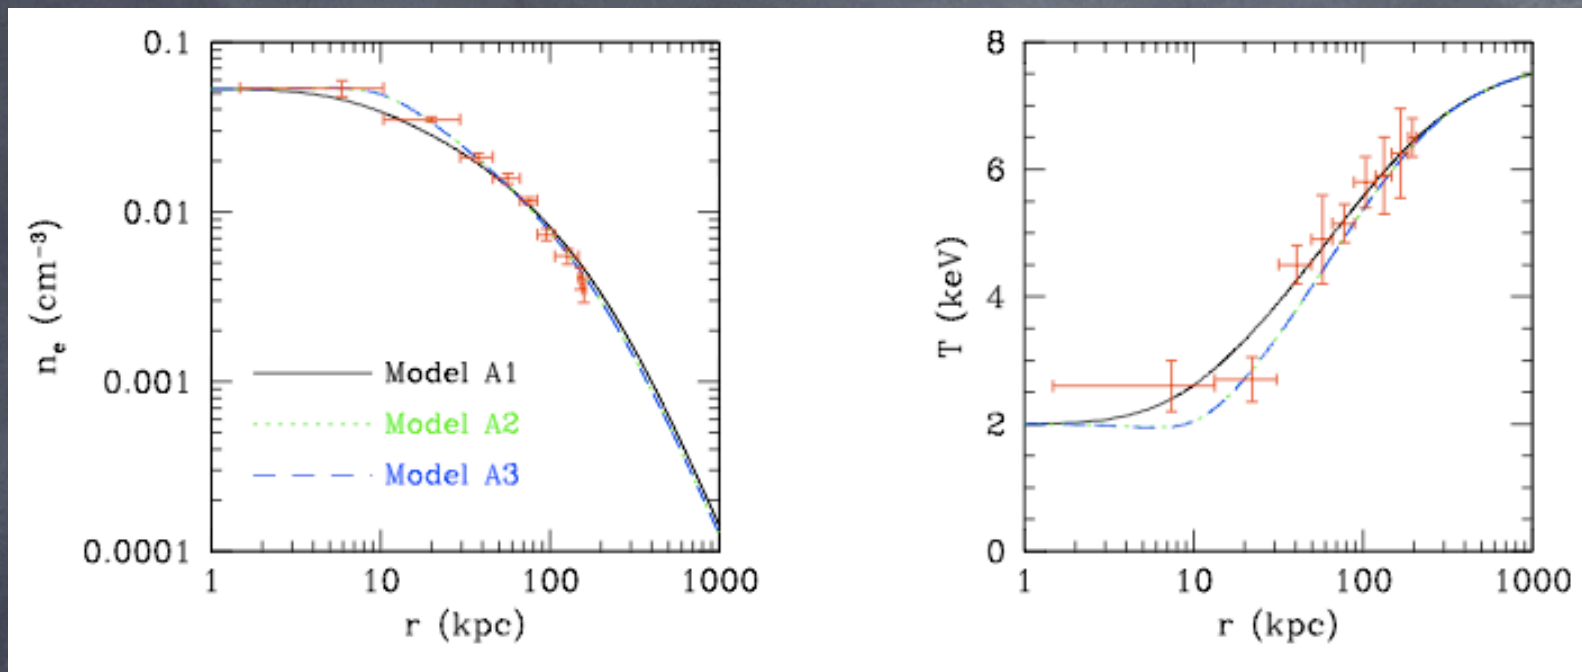 0.1
0.01
0.001
0.0001
n_e (cm⁻³)
Model A1
Model A2
Model A3
1 10 100 1000
r (kpc)
8
6
4
2
0
T (keV)
1 10 100 1000
r (kpc)